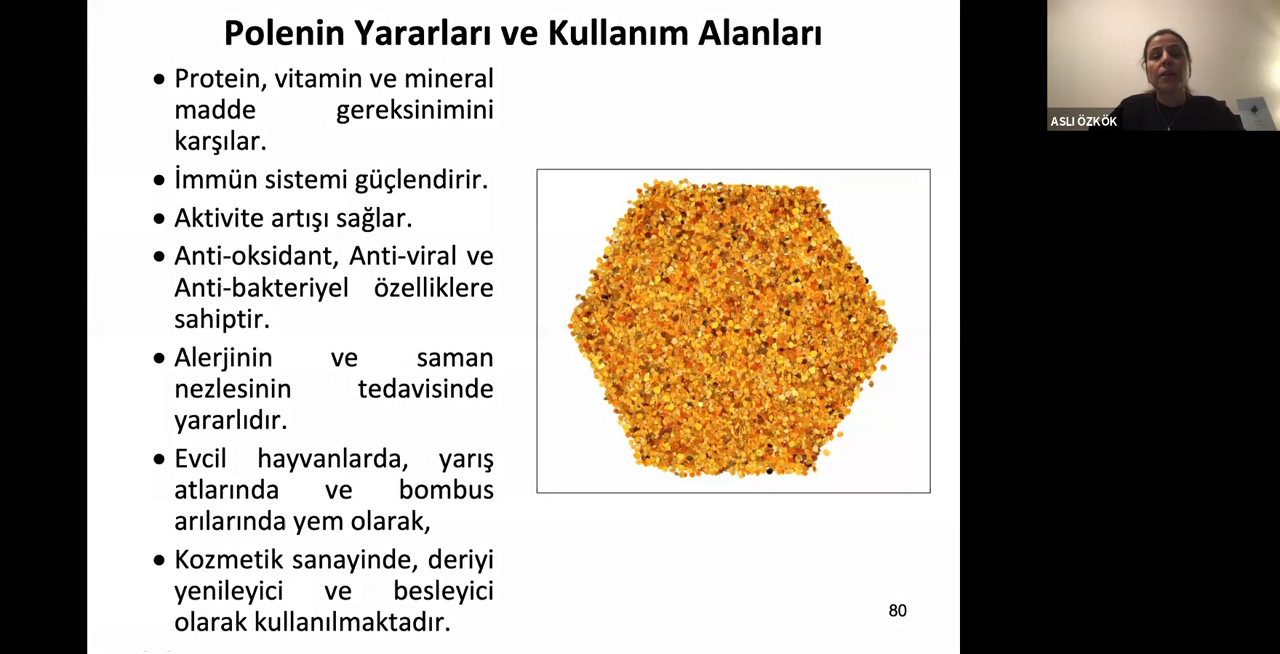 Polenin Yararları ve Kullanım Alanları
• Protein, vitamin ve mineral
madde gereksinimini
karşılar.
• İmmün sistemi güçlendirir.
• Aktivite artışı sağlar.
• Anti-oksidant, Anti-viral ve
Anti-bakteriyel özelliklere
sahiptir.
• Alerjinin ve saman
nezlesinin tedavisinde
yararlıdır.
• Evcil hayvanlarda, yarış
atlarında ve bombus
arılarında yem olarak,
• Kozmetik sanayinde, deriyi
yenileyici ve besleyici
olarak kullanılmaktadır.
80
ASLI ÖZKÖK